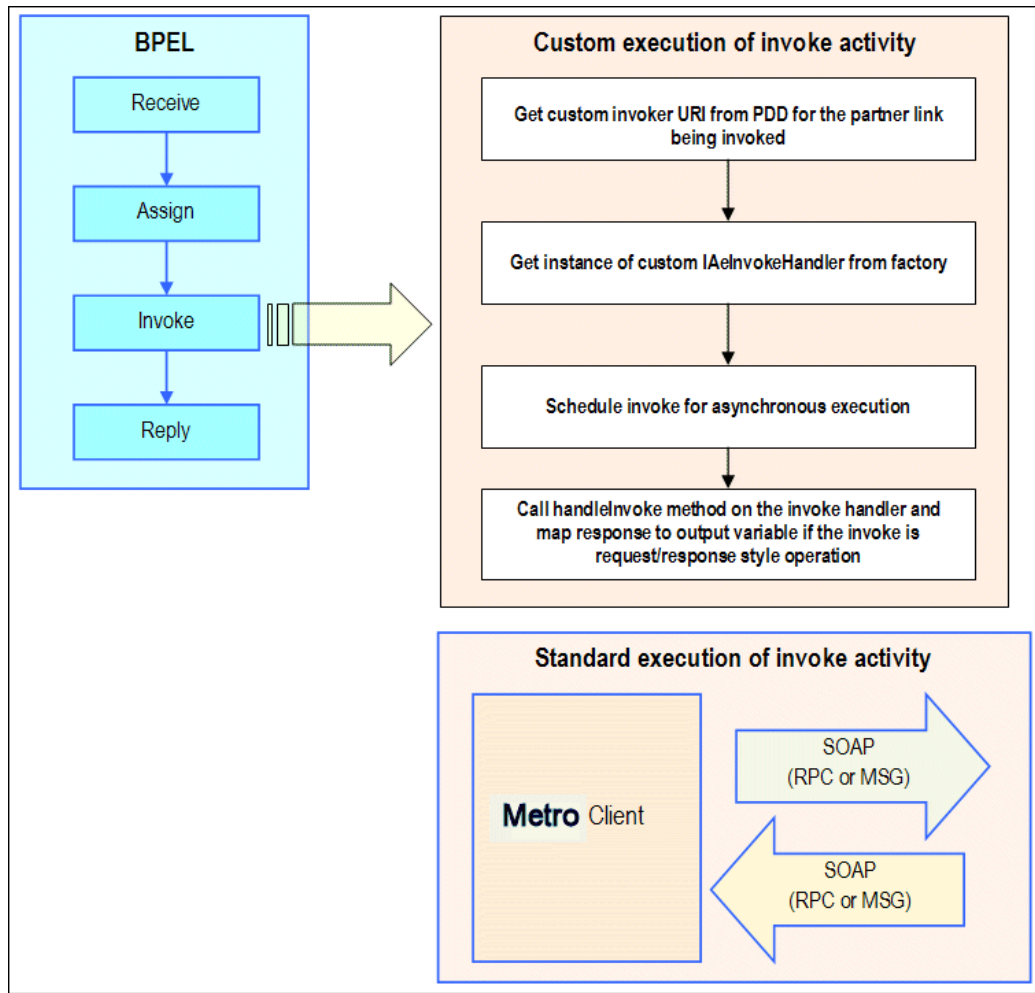 BPEL
Receive
Assign
Invoke
Reply
Custom execution of invoke activity
Get custom invoker URI from PDD for the partner link
being invoked
Get instance of custom IAeInvokeHandler from factory
Schedule invoke for asynchronous execution
Call handleInvoke method on the invoke handler and
map response to output variable if the invoke is
request/response style operation
Standard execution of invoke activity
Metro Client
SOAP
(RPC or MSG)
SOAP
(RPC or MSG)